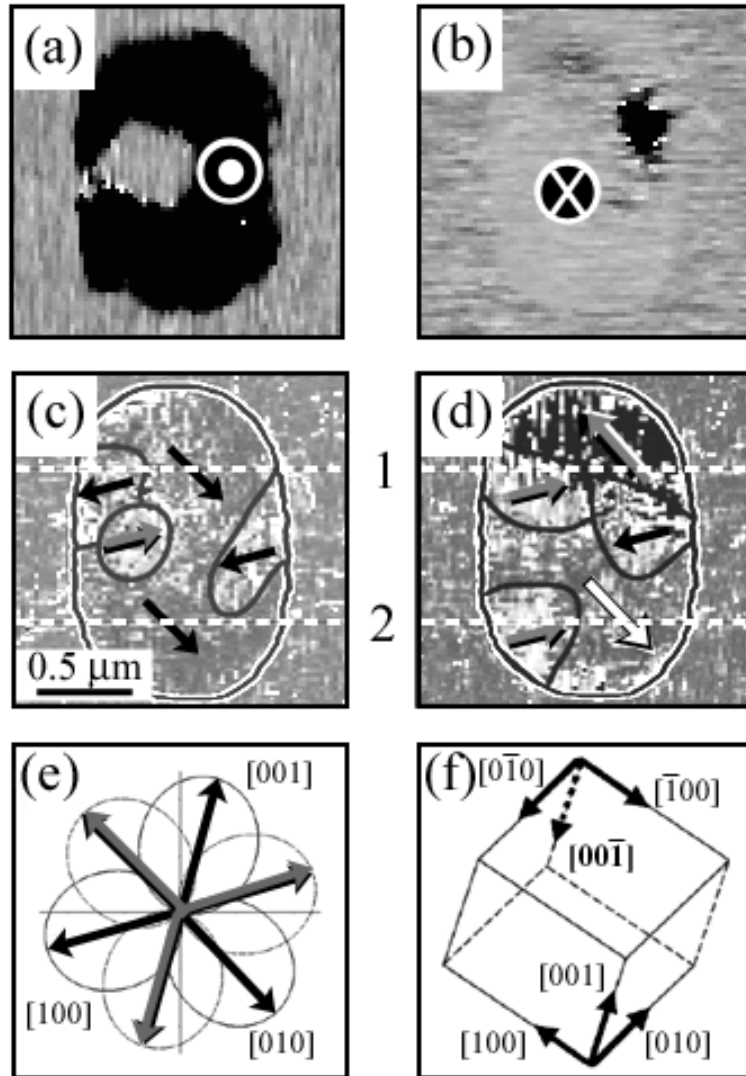 (a)
(b)
(c)
(d)
1
2
0.5 μm
(e)
[001]
[100]
[010]
(f)
[01̅0]
[1̅00]
[001̅]
[001]
[100]
[010]